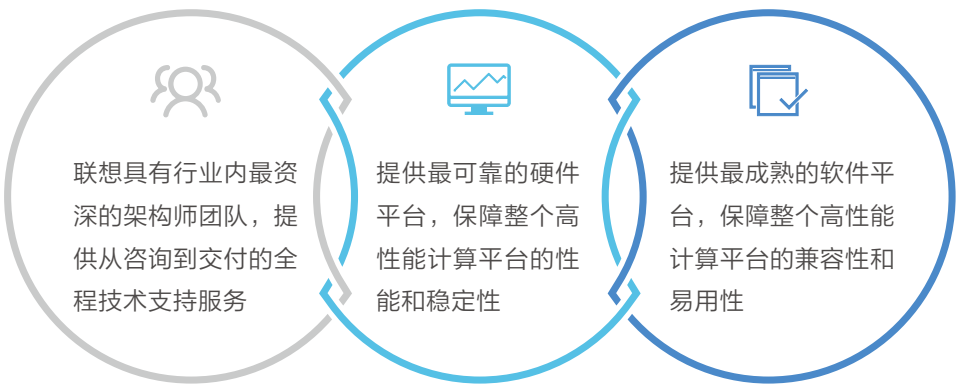 联想具有行业内最资
深的架构师团队，提
供从咨询到交付的全
程技术支持服务
提供最可靠的硬件
平台，保障整个高
性能计算平台的性
能和稳定性
提供最成熟的软件平
台，保障整个高性能
计算平台的兼容性和
易用性